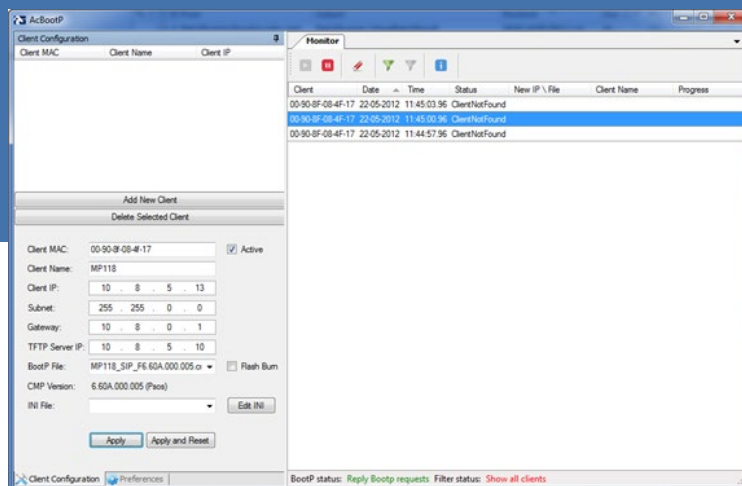 AcBootP
Client Configuration
Client MAC Client Name Client IP
Add New Client
Delete Selected Client
Client MAC: 00-90-8f-08-4f-17 Active
Client Name: MP118
Client IP: 10 . 8 . 5 . 13
Subnet: 255 . 255 . 0 . 0
Gateway: 10 . 8 . 0 . 1
TFTP Server IP: 10 . 8 . 5 . 10
BootP File: MP118_SIP_F6.60A.000.005.c Flash Burn
CMP Version: 6.60A.000.005 (Psos)
INI File: Edit INI
Apply Apply and Reset
Client Configuration Preferences
Monitor
Client Date Time Status New IP \ File Client Name Progress
00-90-8F-08-4F-17 22-05-2012 11:45:03.96 ClientNotFound
00-90-8F-08-4F-17 22-05-2012 11:45:00.96 ClientNotFound
00-90-8F-08-4F-17 22-05-2012 11:44:57.96 ClientNotFound
BootP status: Reply Bootp requests Filter status: Show all clients